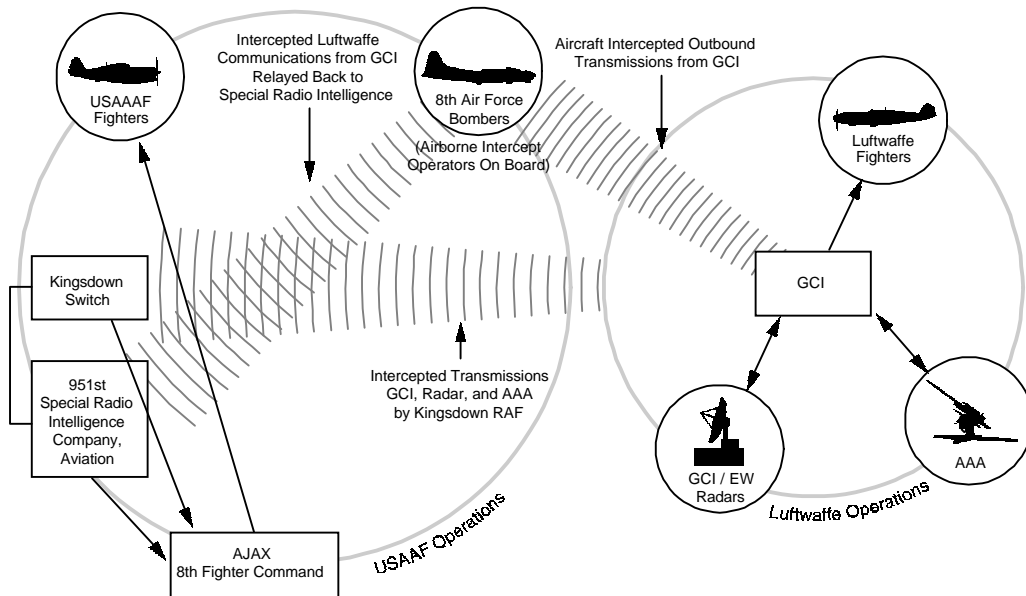 Intercepted Luftwaffe
Communications from GCI
Relayed Back to
Special Radio Intelligence
Aircraft Intercepted Outbound
Transmissions from GCI
USAAAF
Fighters
8th Air Force
Bombers
(Airborne Intercept
Operators On Board)
Luftwaffe
Fighters
Kingsdown
Switch
GCI
951st
Special Radio
Intelligence
Company,
Aviation
Intercepted Transmissions
GCI, Radar, and AAA
by Kingsdown RAF
GCI / EW
Radars
AAA
Luftwaffe Operations
USAAF Operations
AJAX
8th Fighter Command